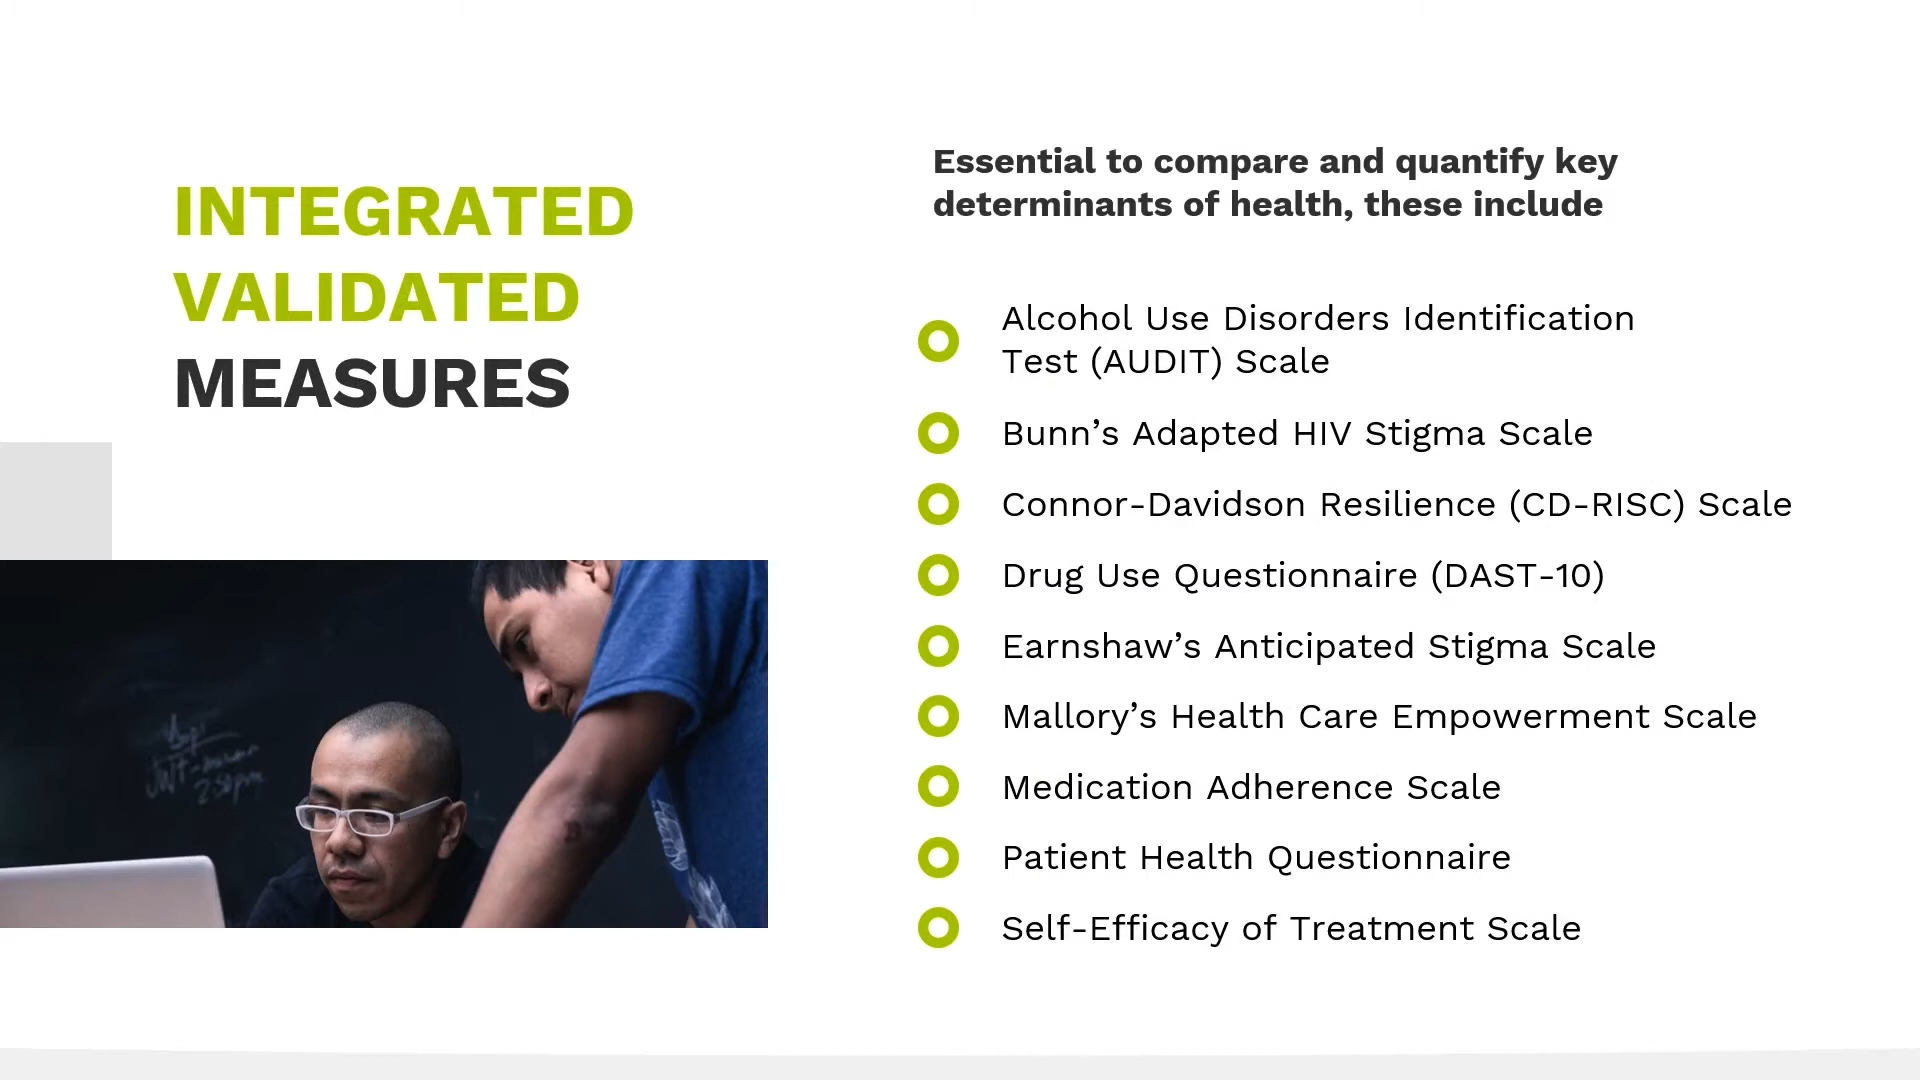 INTEGRATED
VALIDATED
MEASURES
Essential to compare and quantify key
determinants of health, these include
Alcohol Use Disorders Identification
Test (AUDIT) Scale
Bunn’s Adapted HIV Stigma Scale
Connor-Davidson Resilience (CD-RISC) Scale
Drug Use Questionnaire (DAST-10)
Earnshaw’s Anticipated Stigma Scale
Mallory’s Health Care Empowerment Scale
Medication Adherence Scale
Patient Health Questionnaire
Self-Efficacy of Treatment Scale